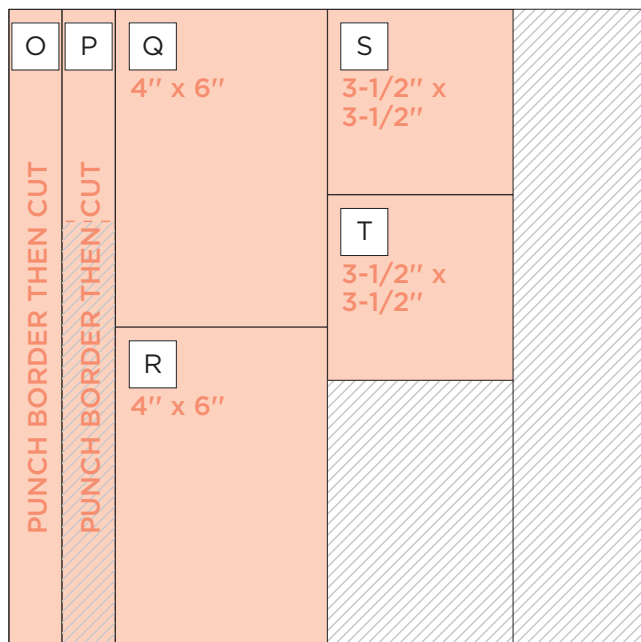 O
PUNCH BORDER THEN CUT
P
PUNCH BORDER THEN CUT
Q
4" x 6"
R
4" x 6"
S
3-1/2" x
3-1/2"
T
3-1/2" x
3-1/2"